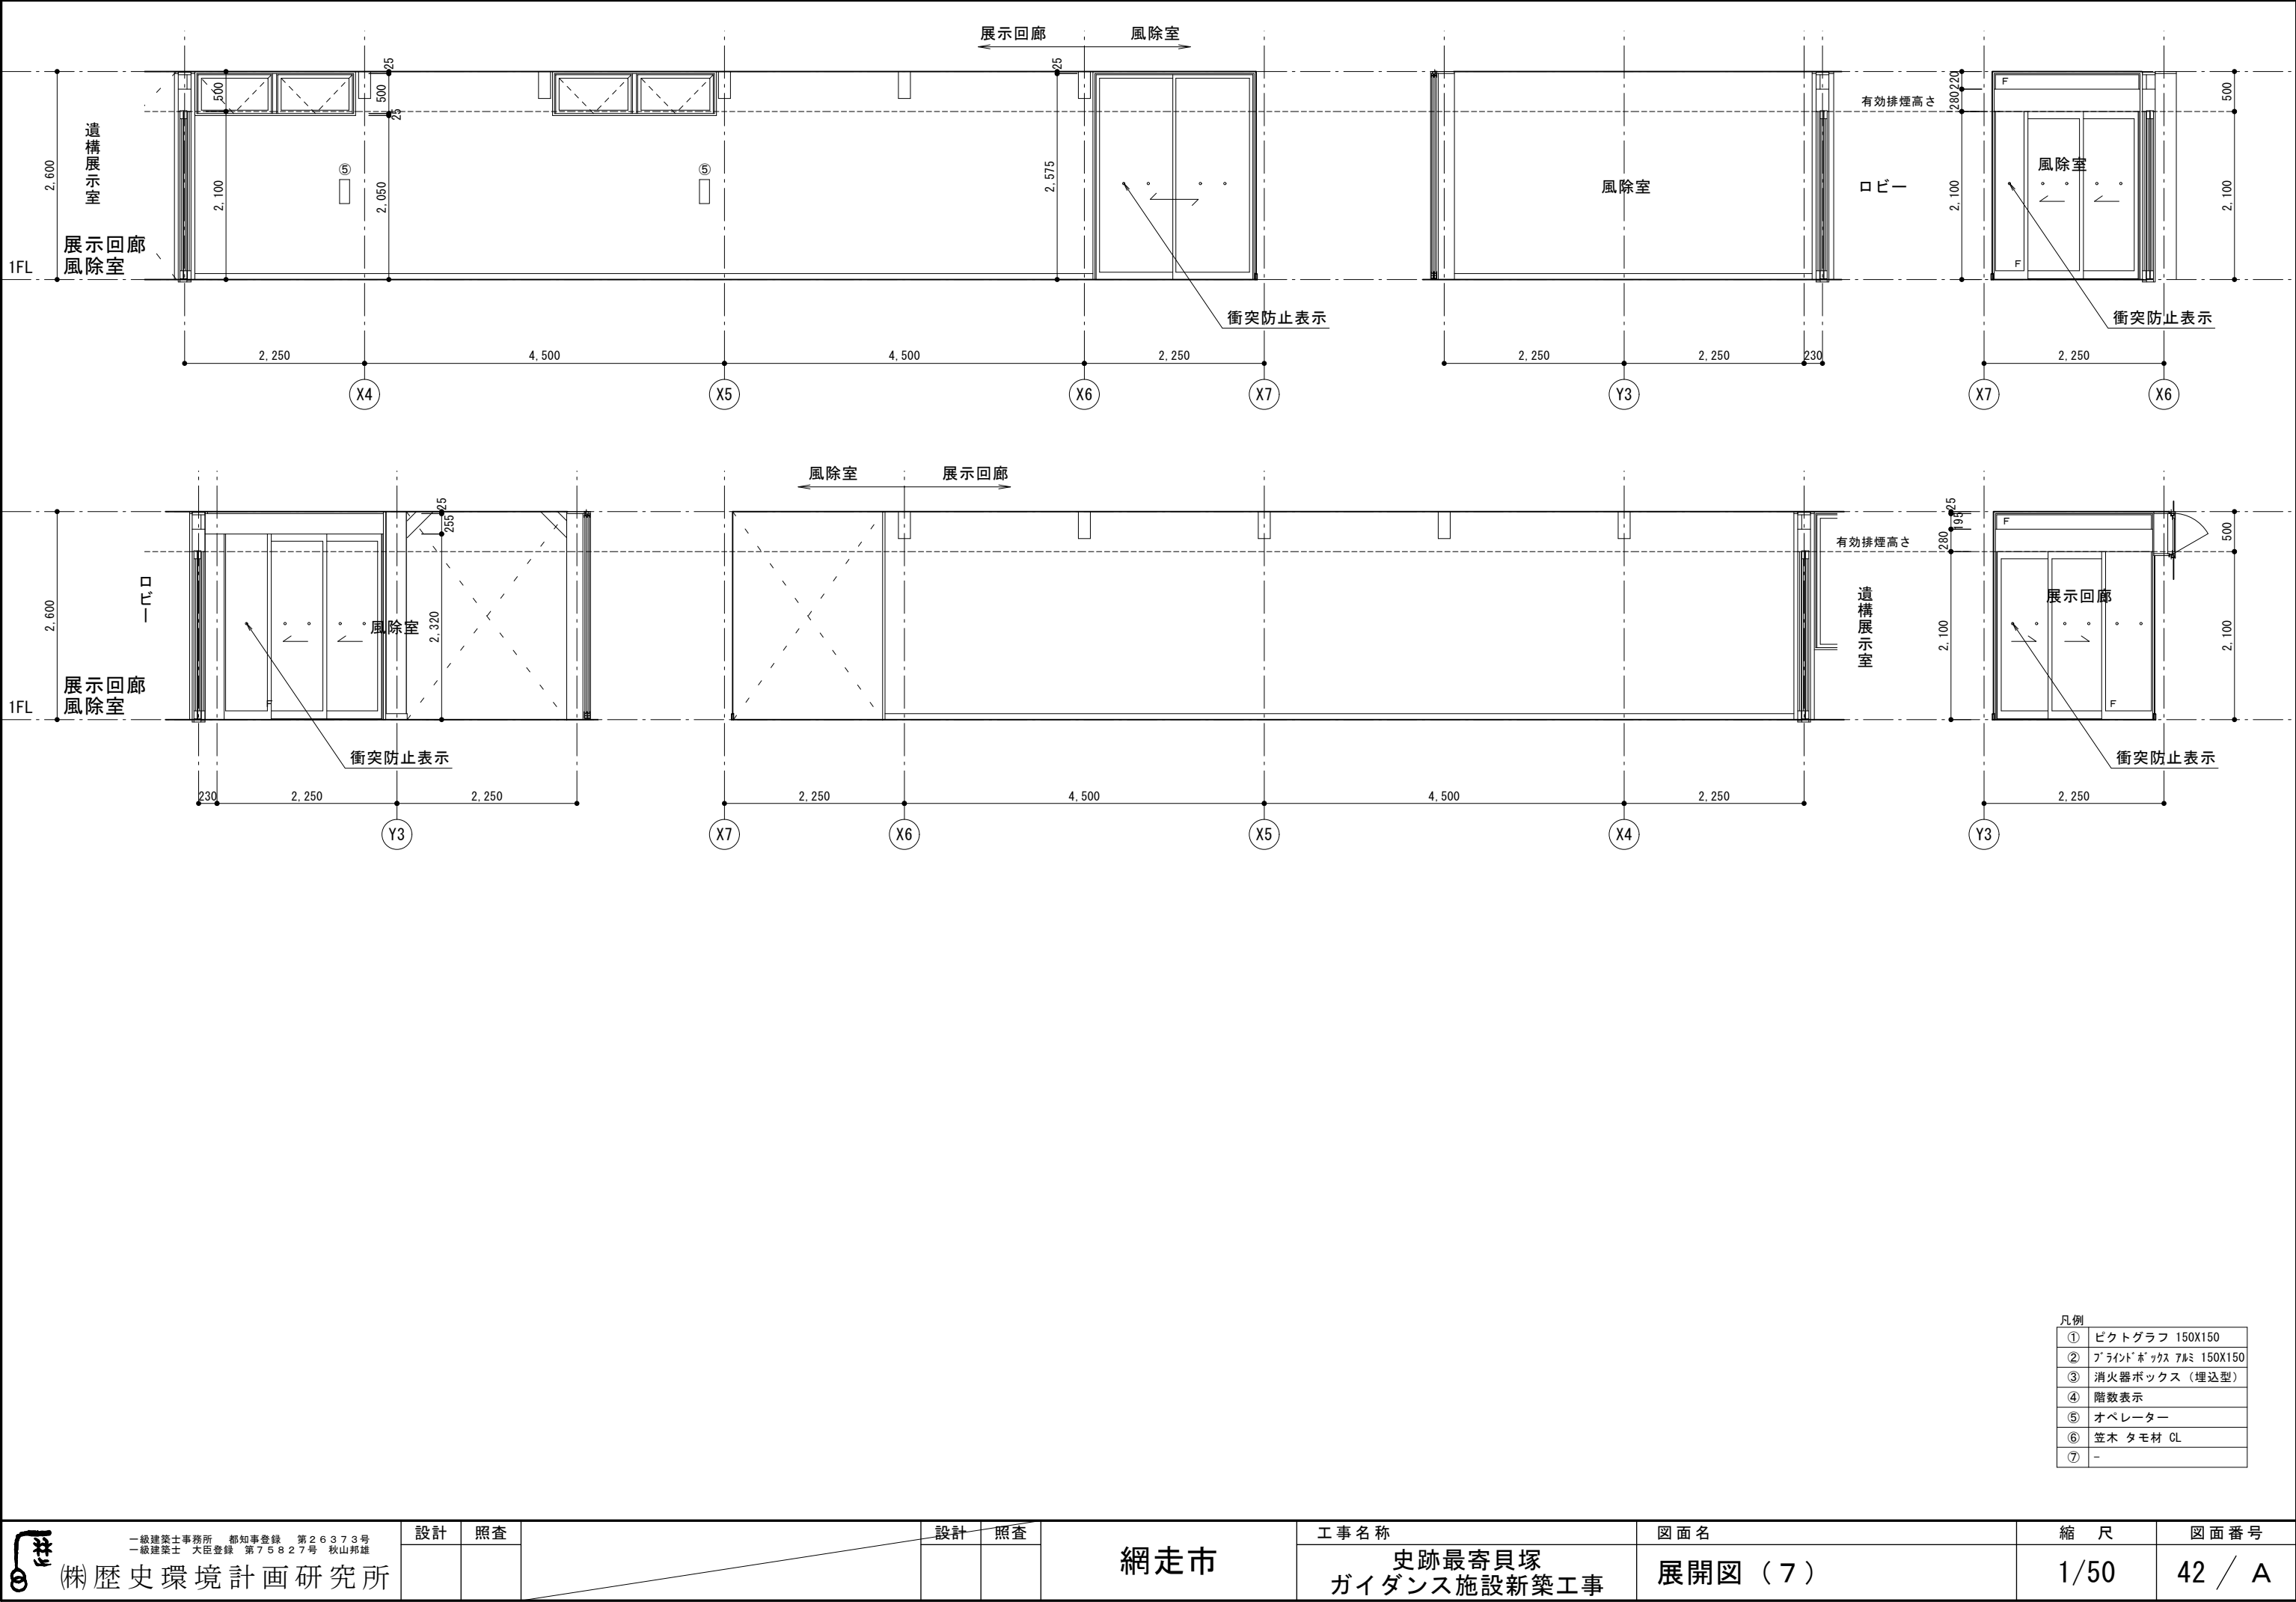 展示回廊 風除室
25
500
500
25
25
2,600
2,100
2,050
2,575
遺構展示室
展示回廊
風除室
1FL
⑤
⑤
衝突防止表示
2,250 4,500 4,500 2,250
X4 X5 X6 X7
風除室
ロビー
2,250 2,250 230
Y3
有効排煙高さ
220
280
2,100
500
2,100
F
風除室
F
衝突防止表示
2,250
X7 X6
風除室 展示回廊
2,600
ロビー
展示回廊
風除室
1FL
25
255
2,320
風除室
F
衝突防止表示
230 2,250 2,250
Y3
2,250 4,500 4,500 2,250
X7 X6 X5 X4
有効排煙高さ
遺構展示室
25
195
280
2,100
500
2,100
F
展示回廊
F
衝突防止表示
2,250
Y3
凡例
① ピクトグラフ 150X150
② ブラインドボックス アルミ 150X150
③ 消火器ボックス（埋込型）
④ 階数表示
⑤ オペレーター
⑥ 笠木 タモ材 CL
⑦ -
一級建築士事務所 都知事登録 第26373号
一級建築士 大臣登録 第75827号 秋山邦雄
㈱歴史環境計画研究所
設計 照査
設計 照査
網走市
工事名称
史跡最寄貝塚
ガイダンス施設新築工事
図面名
展開図（7）
縮尺
1/50
図面番号
42 / A